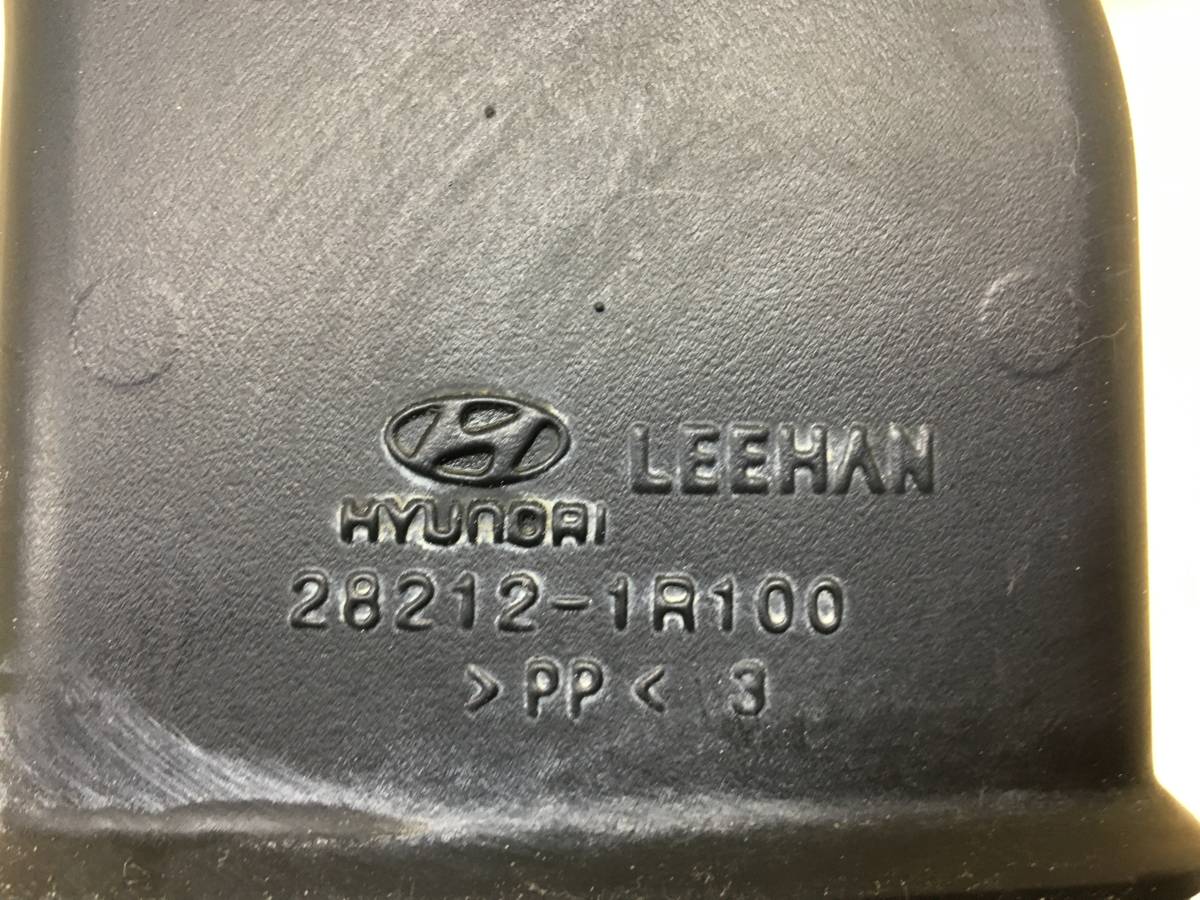 LEEHAN
HYUNDAI
28212-1R100
>PP< 3